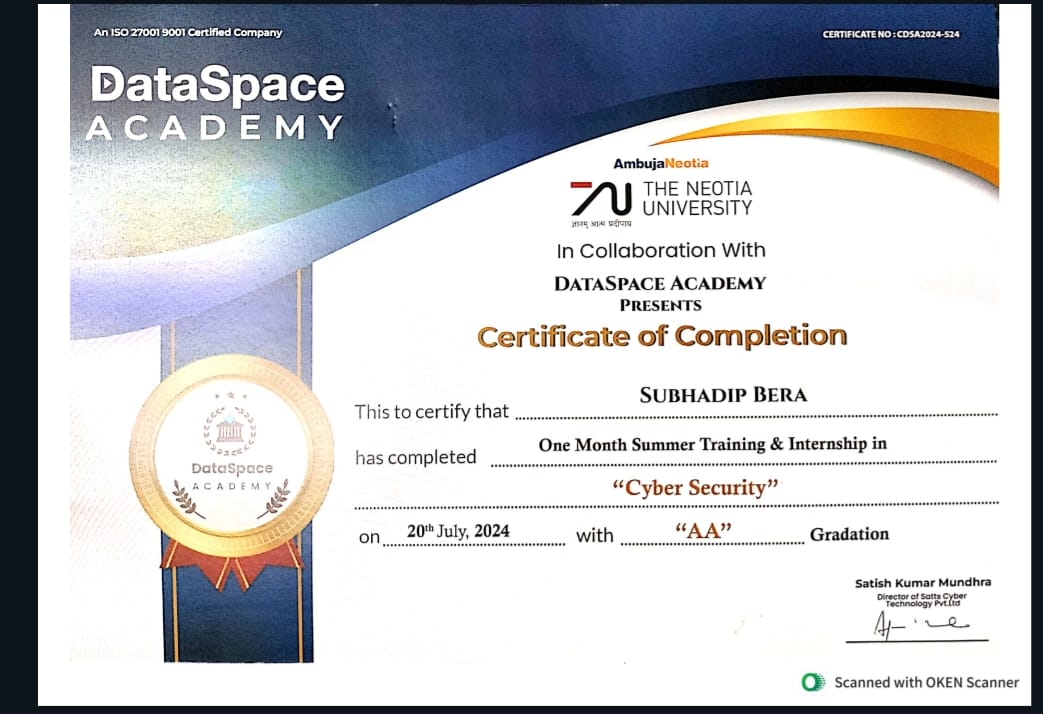 An ISO 27001 9001 Certified Company
CERTIFICATE NO : CDSA2024-524
DataSpace
ACADEMY
AmbujaNeotia
THE NEOTIA
UNIVERSITY
ज्ञानम् आत्म प्रदीपाय
In Collaboration With
DATASPACE ACADEMY
PRESENTS
Certificate of Completion
This to certify that SUBHADIP BERA
has completed One Month Summer Training & Internship in
“Cyber Security”
on 20th July, 2024 with “AA” Gradation
DataSpace
ACADEMY
Satish Kumar Mundhra
Director of Satts Cyber
Technology Pvt.Ltd
Scanned with OKEN Scanner